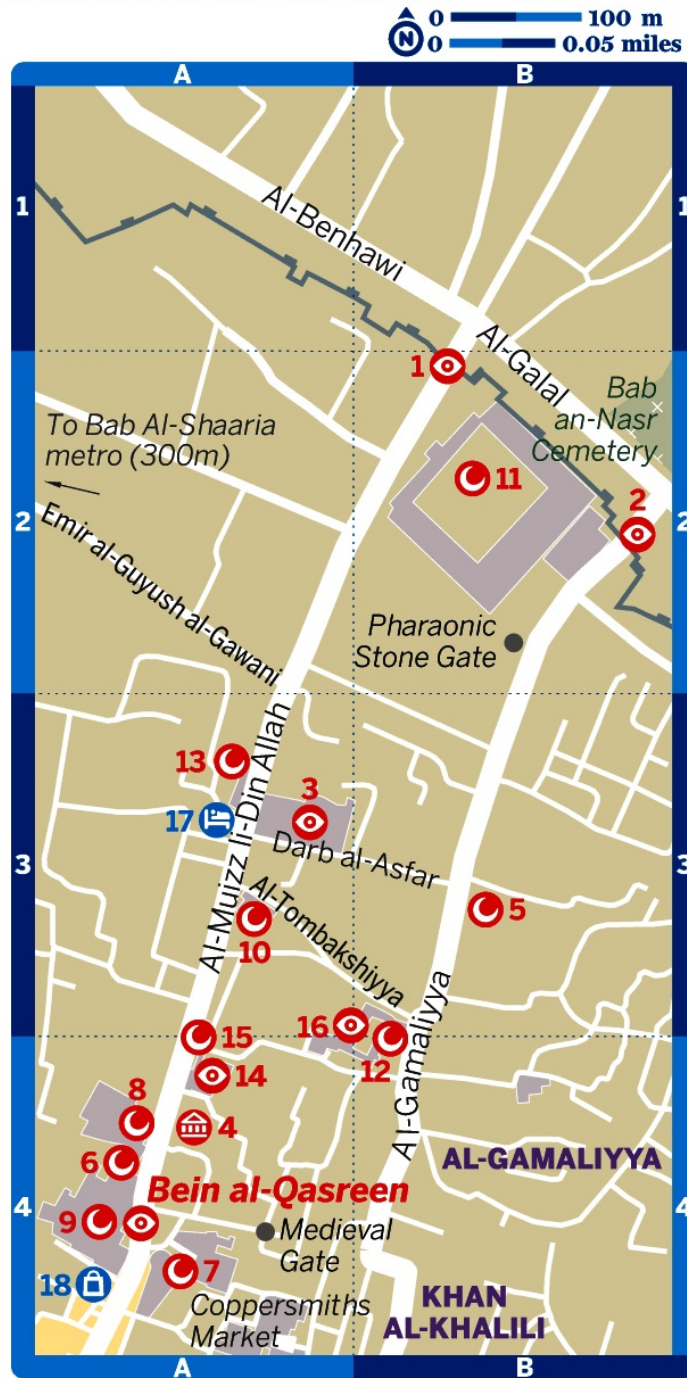 0 100 m
N 0 0.05 miles
A B
1 1
Al-Benhawi
Al-Galal
1
Bab
an-Nasr
Cemetery
To Bab Al-Shaaria
metro (300m)
11
2
2 2
Emir al-Guyush al-Gawani
Pharaonic
Stone Gate
Al-Muizz li-Din Allah
13
3
17
Darb al-Asfar
3 3
Al-Tombakshiyya
5
10
Al-Gamaliyya
16
15
12
14
8
4
6
AL-GAMALIYYA
Bein al-Qasreen
4 4
9
Medieval
Gate
7
18
Coppersmiths
Market
KHAN
AL-KHALILI
A B